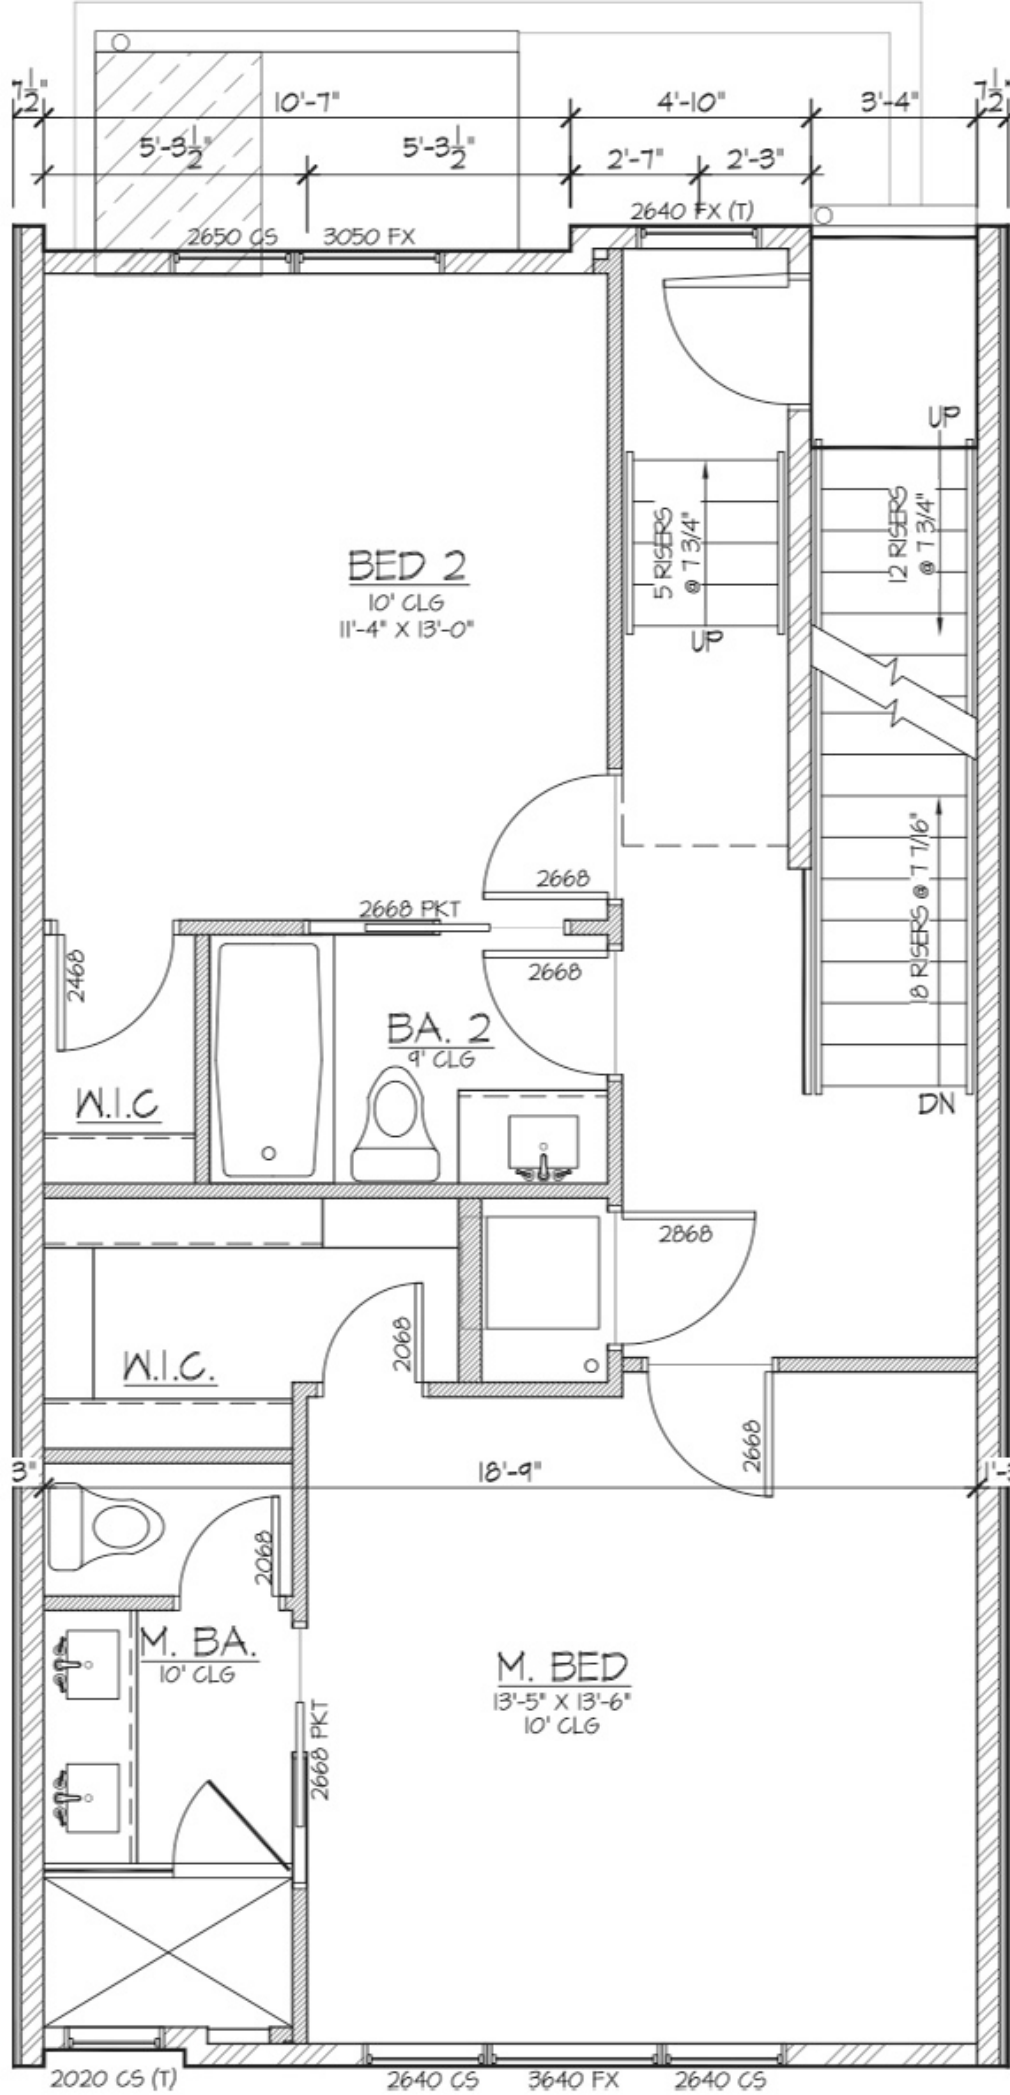 7 1/2"
10'-7"
4'-10"
3'-4"
7 1/2"
5'-3 1/2"
5'-3 1/2"
2'-7"
2'-3"
2640 FX (T)
2650 CS
3050 FX
UP
5 RISERS
@ 7 3/4"
12 RISERS
@ 7 3/4"
BED 2
10' CLG
11'-4" X 13'-0"
UP
18 RISERS @ 7 7/16"
2668
2668 PKT
2468
2668
BA. 2
9' CLG
W.I.C
DN
2868
2068
W.I.C.
2668
3"
18'-9"
1'-3
2068
M. BA.
10' CLG
M. BED
13'-5" X 13'-6"
10' CLG
2668 PKT
2020 CS (T)
2640 CS
3640 FX
2640 CS